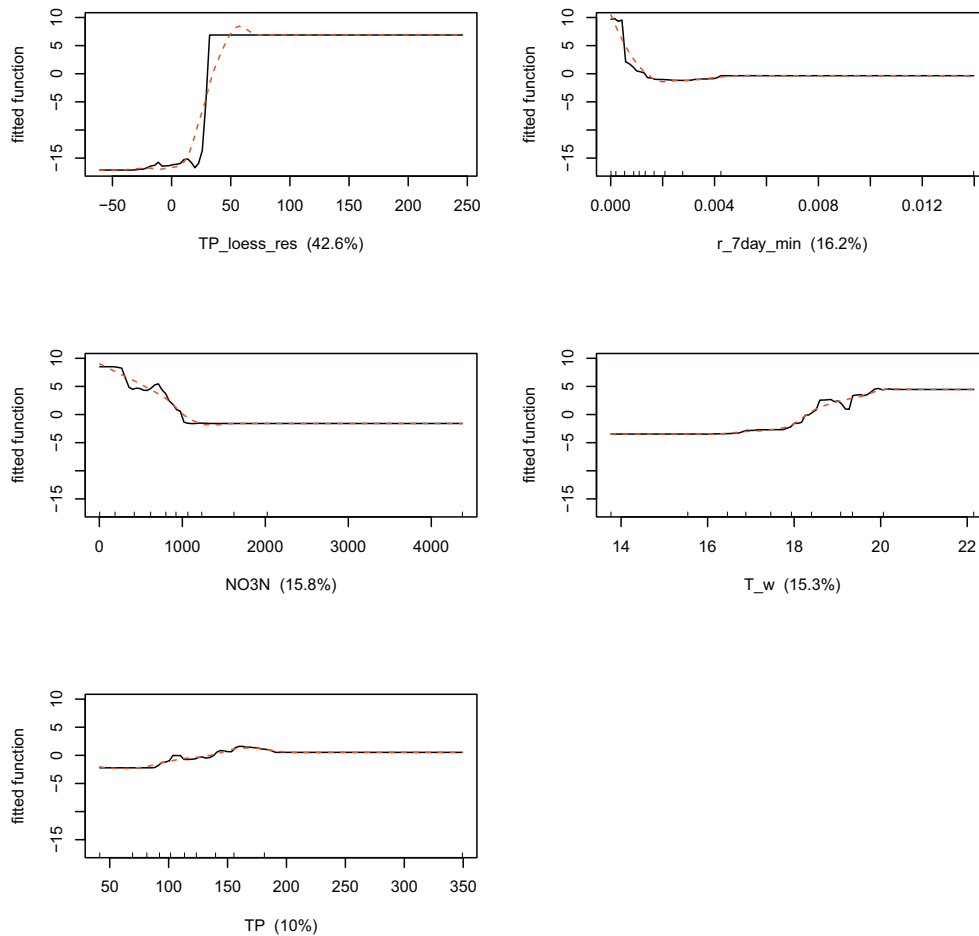 fitted function
10
5
0
−5
−15
−50 0 50 100 150 200 250
TP_loess_res (42.6%)
fitted function
10
5
0
−5
−15
0.000 0.004 0.008 0.012
r_7day_min (16.2%)
fitted function
10
5
0
−5
−15
0 1000 2000 3000 4000
NO3N (15.8%)
fitted function
10
5
0
−5
−15
14 16 18 20 22
T_w (15.3%)
fitted function
10
5
0
−5
−15
50 100 150 200 250 300 350
TP (10%)